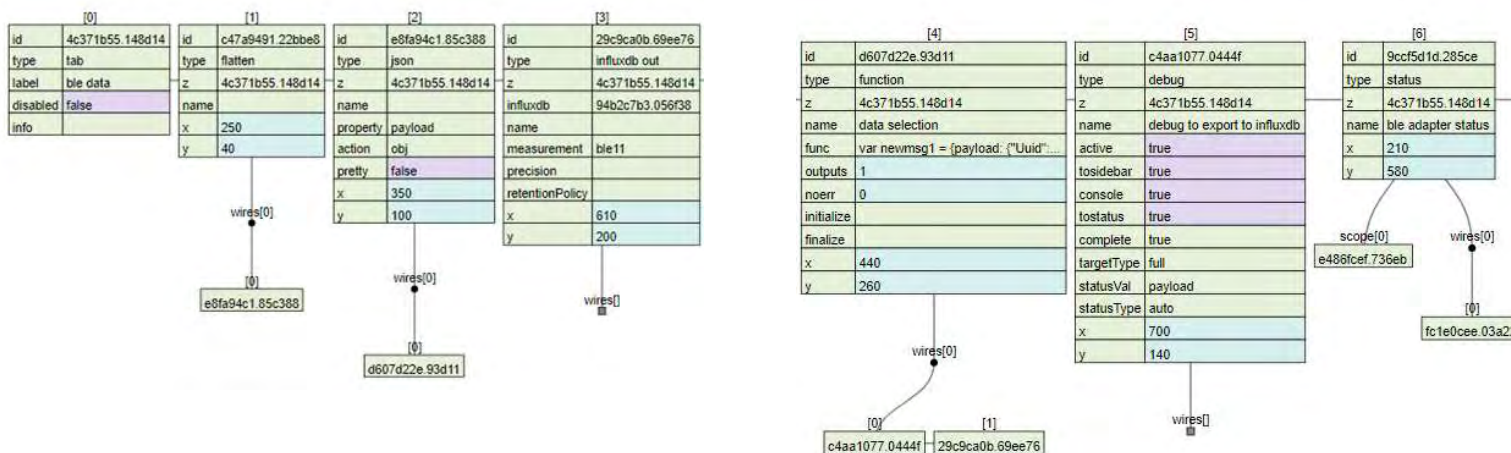 [0]
id 4c371b55.148d14
type tab
label ble data
disabled false
info
[1]
id c47a9491.22bbe8
type flatten
z 4c371b55.148d14
name
x 250
y 40
wires[0]
[0]
e8fa94c1.85c388
[2]
id e8fa94c1.85c388
type json
z 4c371b55.148d14
name
property payload
action obj
pretty false
x 350
y 100
wires[0]
[0]
d607d22e.93d11
[3]
id 29c9ca0b.69ee76
type influxdb out
z 4c371b55.148d14
influxdb 94b2c7b3.056f38
name
measurement ble11
precision
retentionPolicy
x 610
y 200
wires[]
[4]
id d607d22e.93d11
type function
z 4c371b55.148d14
name data selection
func var newmsg1 = {payload: {"Uuid":...
outputs 1
noerr 0
initialize
finalize
x 440
y 260
wires[0]
[0]
c4aa1077.0444f
[1]
29c9ca0b.69ee76
[5]
id c4aa1077.0444f
type debug
z 4c371b55.148d14
name debug to export to influxdb
active true
tosidebar true
console true
tostatus true
complete true
targetType full
statusVal payload
statusType auto
x 700
y 140
wires[]
[6]
id 9ccf5d1d.285ce
type status
z 4c371b55.148d14
name ble adapter status
x 210
y 580
scope[0]
e486fcef.736eb
wires[0]
[0]